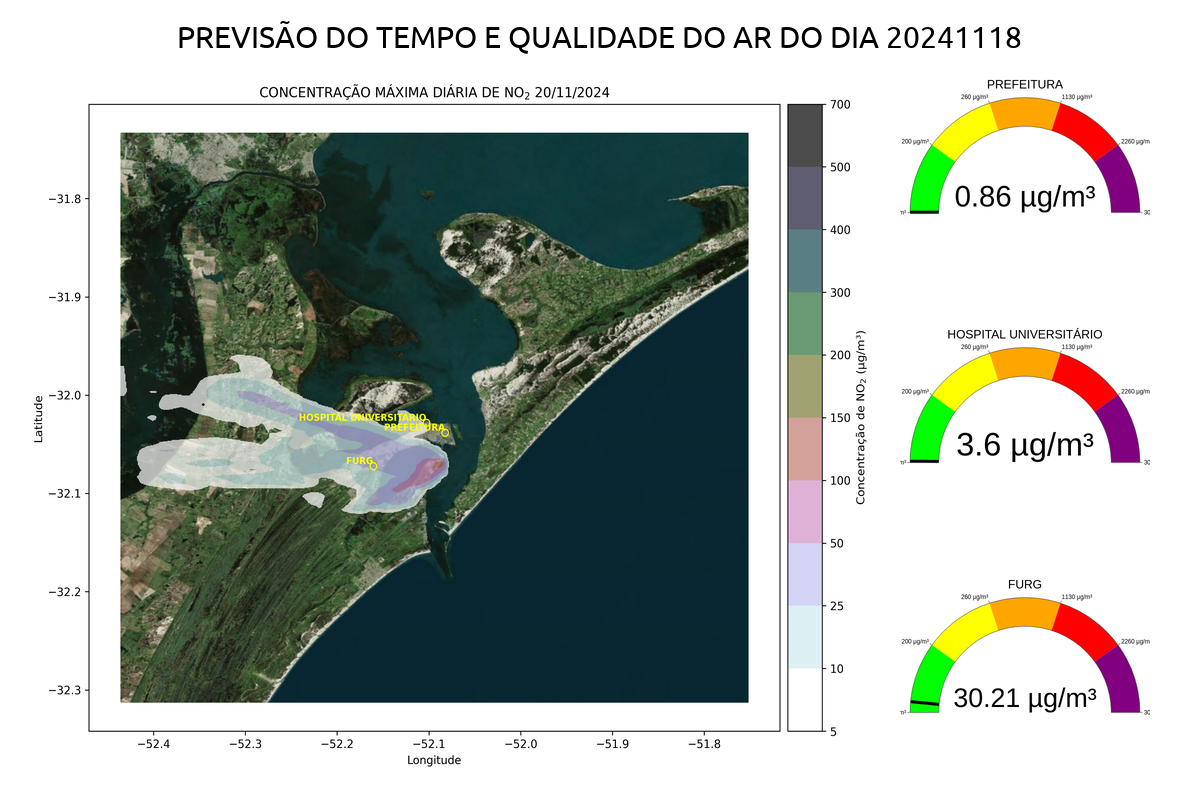 PREVISÃO DO TEMPO E QUALIDADE DO AR DO DIA 20241118
CONCENTRAÇÃO MÁXIMA DIÁRIA DE NO₂ 20/11/2024
−31.8
−31.9
−32.0
−32.1
−32.2
−32.3
Latitude
−52.4
−52.3
−52.2
−52.1
−52.0
−51.9
−51.8
Longitude
HOSPITAL UNIVERSITÁRIO
PREFEITURA
FURG
700
500
400
300
200
150
100
50
25
10
5
Concentração de NO₂ (µg/m³)
PREFEITURA
260 µg/m³
1130 µg/m³
200 µg/m³
2260 µg/m
0.86 µg/m³
m³
30
HOSPITAL UNIVERSITÁRIO
260 µg/m³
1130 µg/m³
200 µg/m³
2260 µg/m
3.6 µg/m³
m³
30
FURG
260 µg/m³
1130 µg/m³
200 µg/m³
2260 µg/m
30.21 µg/m³
m³
30